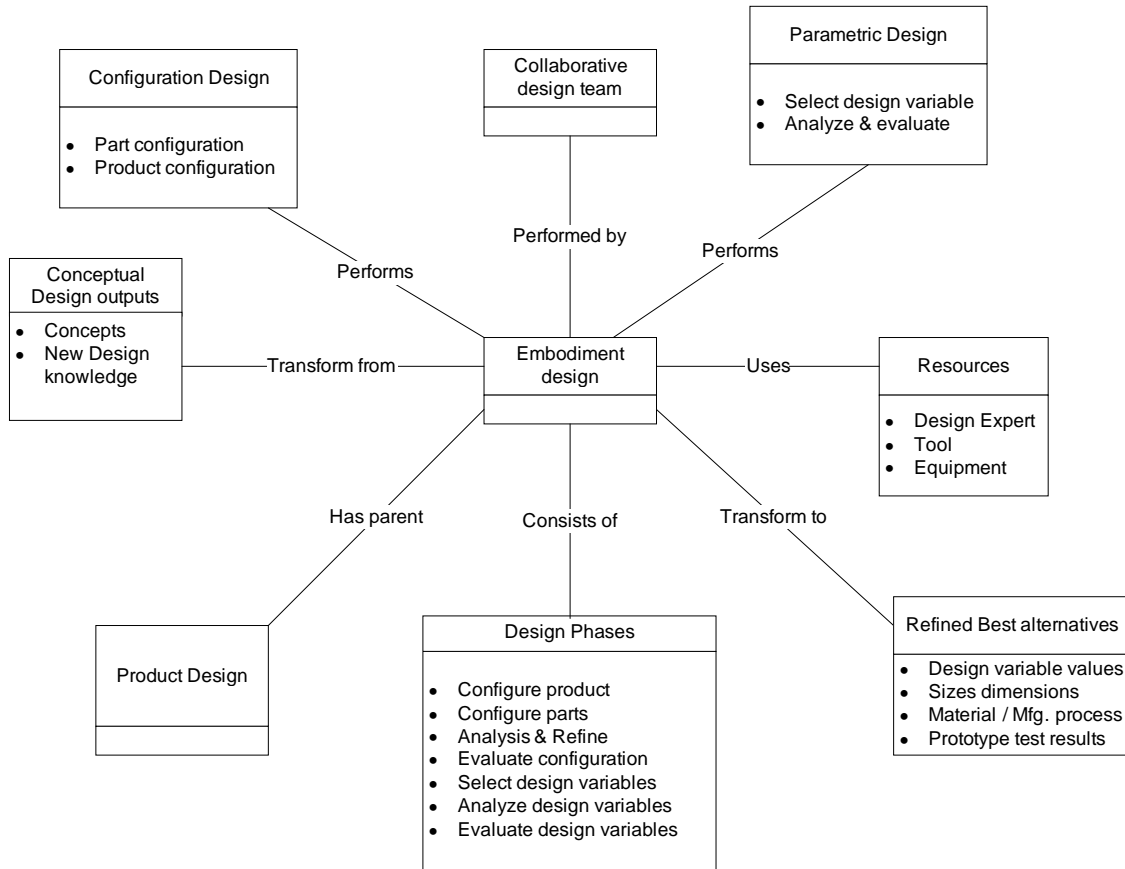 Parametric Design
Configuration Design
Collaborative
design team
• Select design variable
• Analyze & evaluate
• Part configuration
• Product configuration
Performed by
Performs
Performs
Conceptual
Design outputs
• Concepts
• New Design
knowledge
Transform from
Embodiment
design
Uses
Resources
• Design Expert
• Tool
• Equipment
Has parent
Consists of
Transform to
Product Design
Design Phases
• Configure product
• Configure parts
• Analysis & Refine
• Evaluate configuration
• Select design variables
• Analyze design variables
• Evaluate design variables
Refined Best alternatives
• Design variable values
• Sizes dimensions
• Material / Mfg. process
• Prototype test results